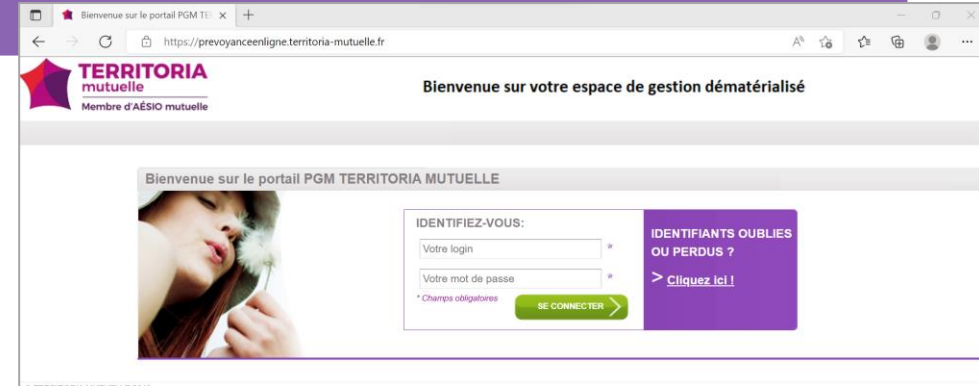 Bienvenue sur le portail PGM TE
https://prevoyanceenligne.territoria-mutuelle.fr
TERRITORIA
mutuelle
Membre d'AÉSIO mutuelle
Bienvenue sur votre espace de gestion dématérialisé
Bienvenue sur le portail PGM TERRITORIA MUTUELLE
IDENTIFIEZ-VOUS:
Votre login *
Votre mot de passe *
* Champs obligatoires
SE CONNECTER
IDENTIFIANTS OUBLIES
OU PERDUS ?
> Cliquez ici !